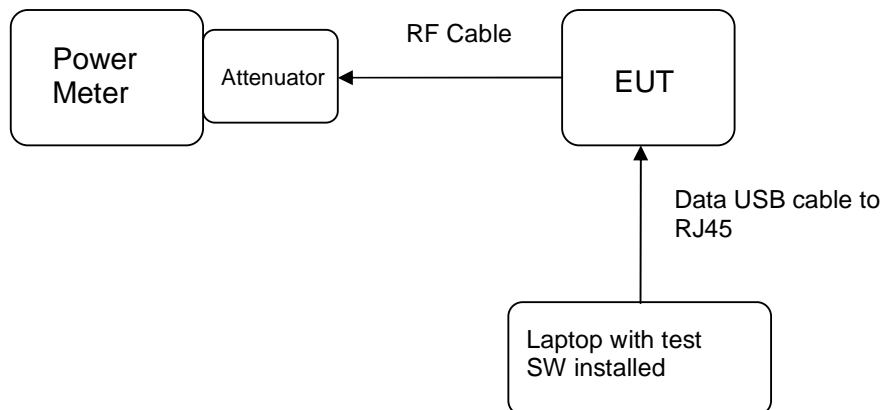 Power
Meter
Attenuator
RF Cable
EUT
Data USB cable to
RJ45
Laptop with test
SW installed